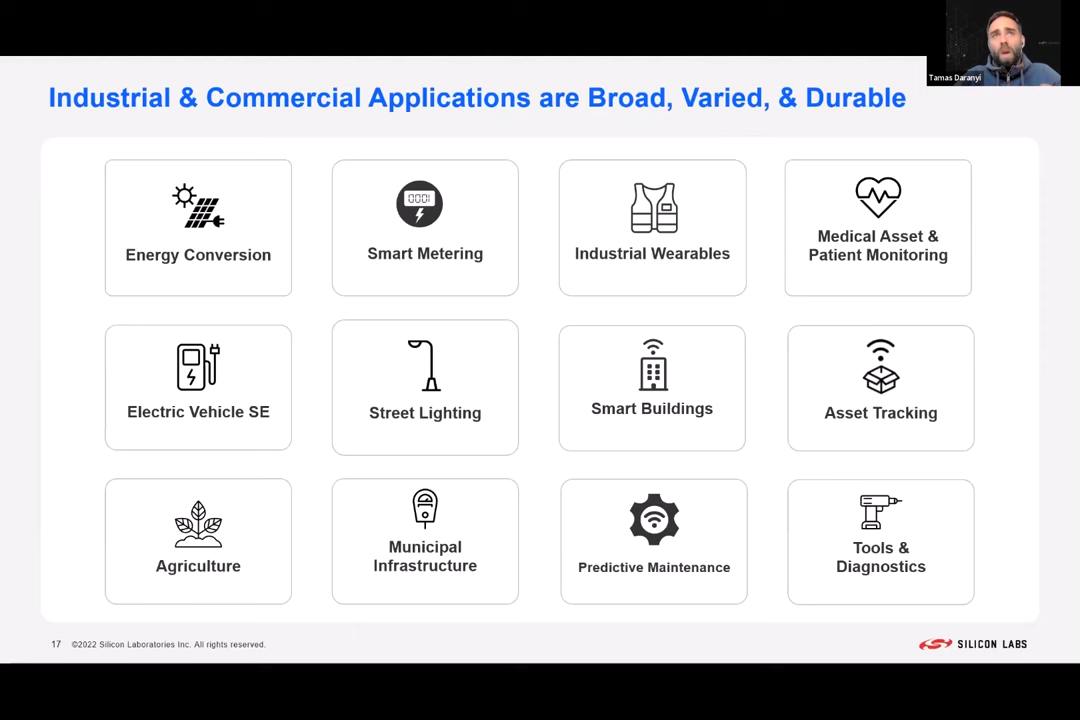 Tamas Daranyi
Industrial & Commercial Applications are Broad, Varied, & Durable
Energy Conversion
Smart Metering
Industrial Wearables
Medical Asset &
Patient Monitoring
Electric Vehicle SE
Street Lighting
Smart Buildings
Asset Tracking
Agriculture
Municipal
Infrastructure
Predictive Maintenance
Tools &
Diagnostics
17 ©2022 Silicon Laboratories Inc. All rights reserved.
SILICON LABS